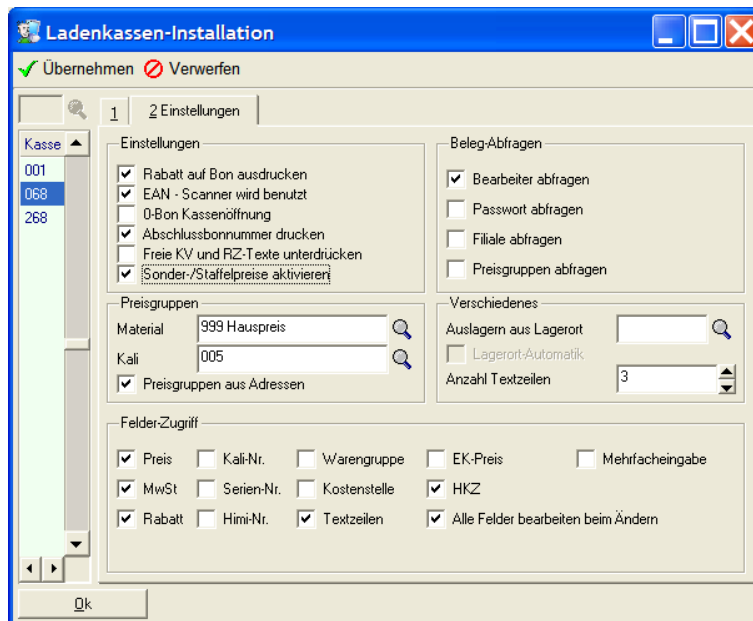 Ladenkassen-Installation
Übernehmen Verwerfen
1 2 Einstellungen
Kasse
001
068
268
Einstellungen
Rabatt auf Bon ausdrucken
EAN - Scanner wird benutzt
0-Bon Kassenöffnung
Abschlussbonnummer drucken
Freie KV und RZ-Texte unterdrücken
Sonder-/Staffelpreise aktivieren
Beleg-Abfragen
Bearbeiter abfragen
Passwort abfragen
Filiale abfragen
Preisgruppen abfragen
Preisgruppen
Material 999 Hauspreis
Kali 005
Preisgruppen aus Adressen
Verschiedenes
Auslagern aus Lagerort
Lagerort-Automatik
Anzahl Textzeilen 3
Felder-Zugriff
Preis Kali-Nr. Warengruppe EK-Preis Mehrfacheingabe
MwSt Serien-Nr. Kostenstelle HKZ
Rabatt Himi-Nr. Textzeilen Alle Felder bearbeiten beim Ändern
Ok